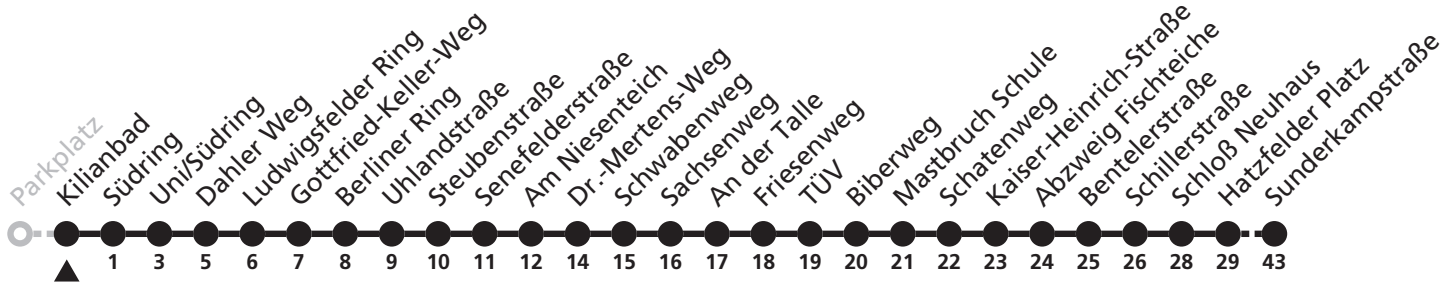 Parkplatz
Kilianbad
Südring
Uni/Südring
Dahler Weg
Ludwigsfelder Ring
Gottfried-Keller-Weg
Berliner Ring
Uhlandstraße
Steubenstraße
Senefelderstraße
Am Niesenteich
Dr.-Mertens-Weg
Schwabenweg
Sachsenweg
An der Talle
Friesenweg
TÜV
Biberweg
Mastbruch Schule
Schatenweg
Kaiser-Heinrich-Straße
Abzweig Fischteiche
Bentelerstraße
Schillerstraße
Schloß Neuhaus
Hatzfelder Platz
Sunderkampstraße
1 3 5 6 7 8 9 10 11 12 14 15 16 17 18 19 20 21 22 23 24 25 26 28 29 43